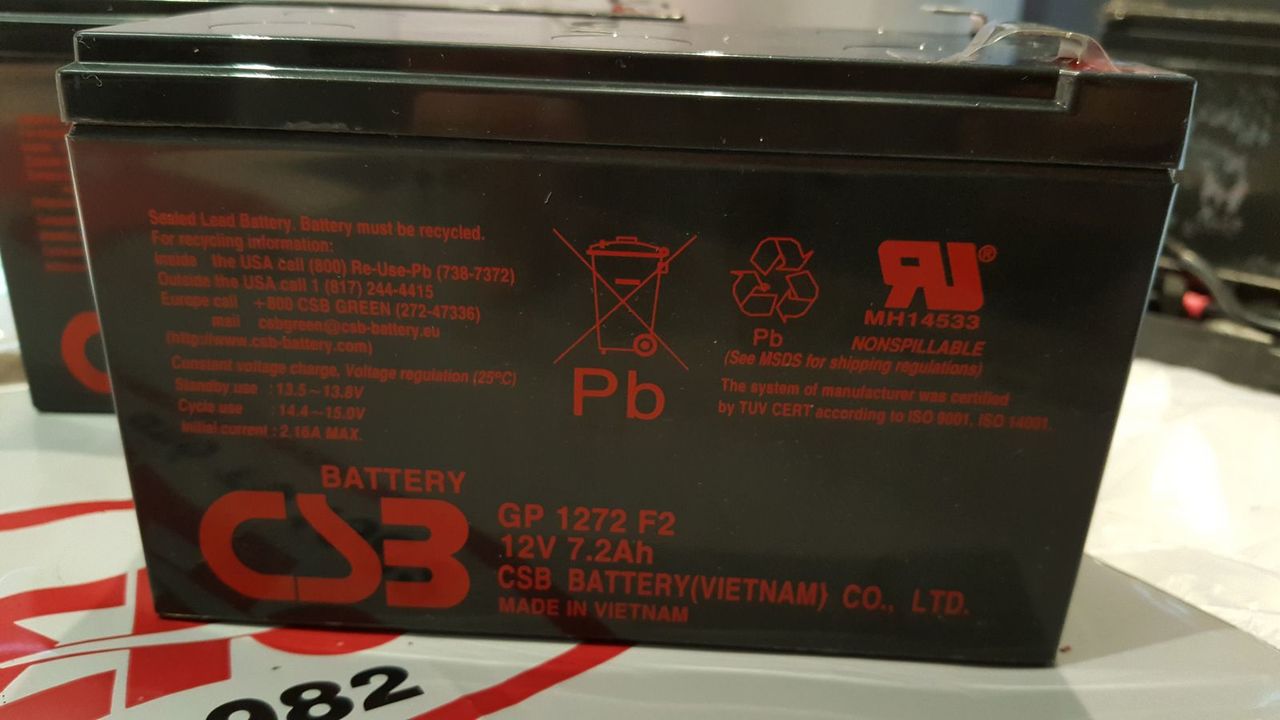 Sealed Lead Battery. Battery must be recycled.
For recycling information:
Inside the USA call (800) Re-Use-Pb (738-7372)
Outside the USA call 1 (817) 244-4415
Europe call +800 CSB GREEN (272-47336)
mail csbgreen@csb-battery.eu
(http://www.csb-battery.com)
Constant voltage charge, Voltage regulation (25°C)
Standby use : 13.5~13.8V
Cycle use : 14.4~15.0V
Initial current : 2.16A MAX.
Pb
Pb
RU®
MH14533
NONSPILLABLE
(See MSDS for shipping regulations)
The system of manufacturer was certified
by TUV CERT according to ISO 9001, ISO 14001.
BATTERY
CSB
GP 1272 F2
12V 7.2Ah
CSB BATTERY(VIETNAM) CO., LTD.
MADE IN VIETNAM
982